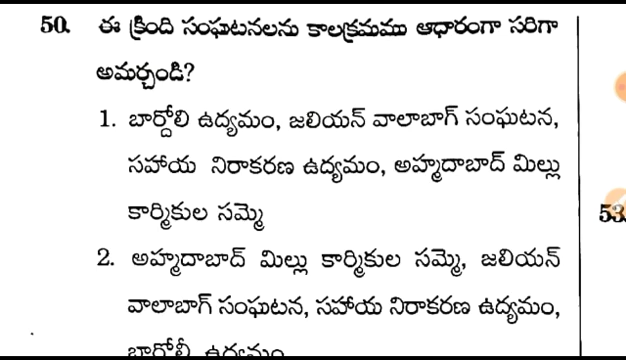 50. ఈ క్రింది సంఘటనలను కాలక్రమము ఆధారంగా సరిగా
అమర్చండి?
1. బార్డోలి ఉద్యమం, జలియన్ వాలాబాగ్ సంఘటన,
సహాయ నిరాకరణ ఉద్యమం, అహ్మదాబాద్ మిల్లు
కార్మికుల సమ్మె
53.
2. అహ్మదాబాద్ మిల్లు కార్మికుల సమ్మె, జలియన్
వాలాబాగ్ సంఘటన, సహాయ నిరాకరణ ఉద్యమం,